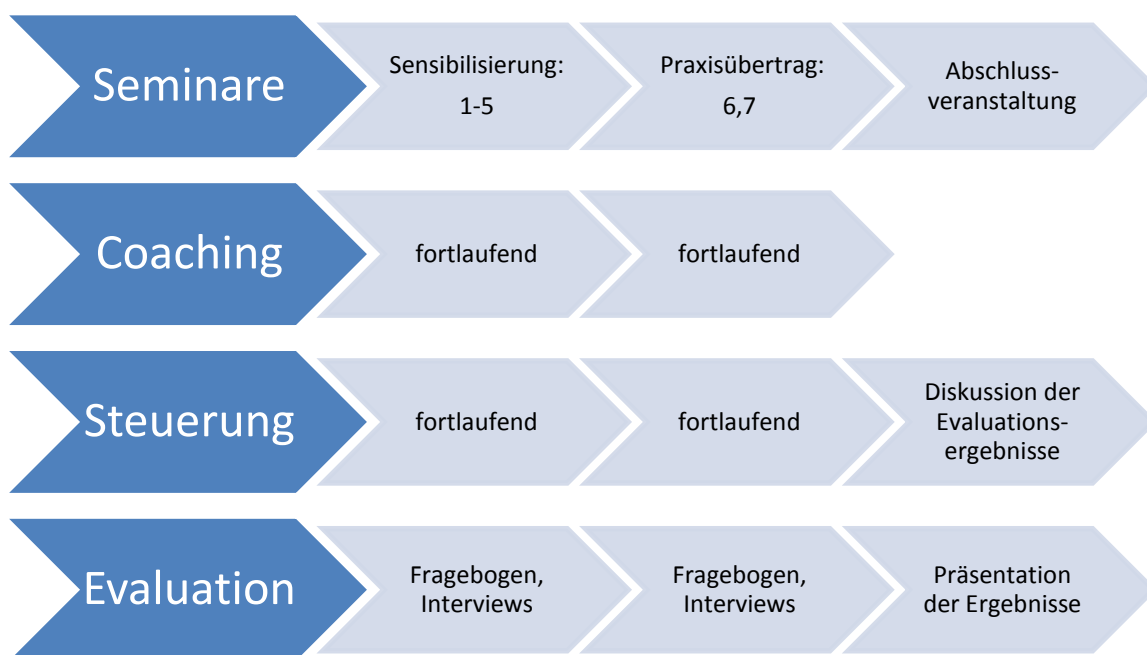 Seminare
Sensibilisierung:
1-5
Praxisübertrag:
6,7
Abschluss-
veranstaltung
Coaching
fortlaufend
fortlaufend
Steuerung
fortlaufend
fortlaufend
Diskussion der
Evaluations-
ergebnisse
Evaluation
Fragebogen,
Interviews
Fragebogen,
Interviews
Präsentation
der Ergebnisse